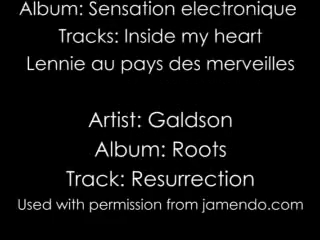 Album: Sensation electronique
Tracks: Inside my heart
Lennie au pays des merveilles
Artist: Galdson
Album: Roots
Track: Resurrection
Used with permission from jamendo.com